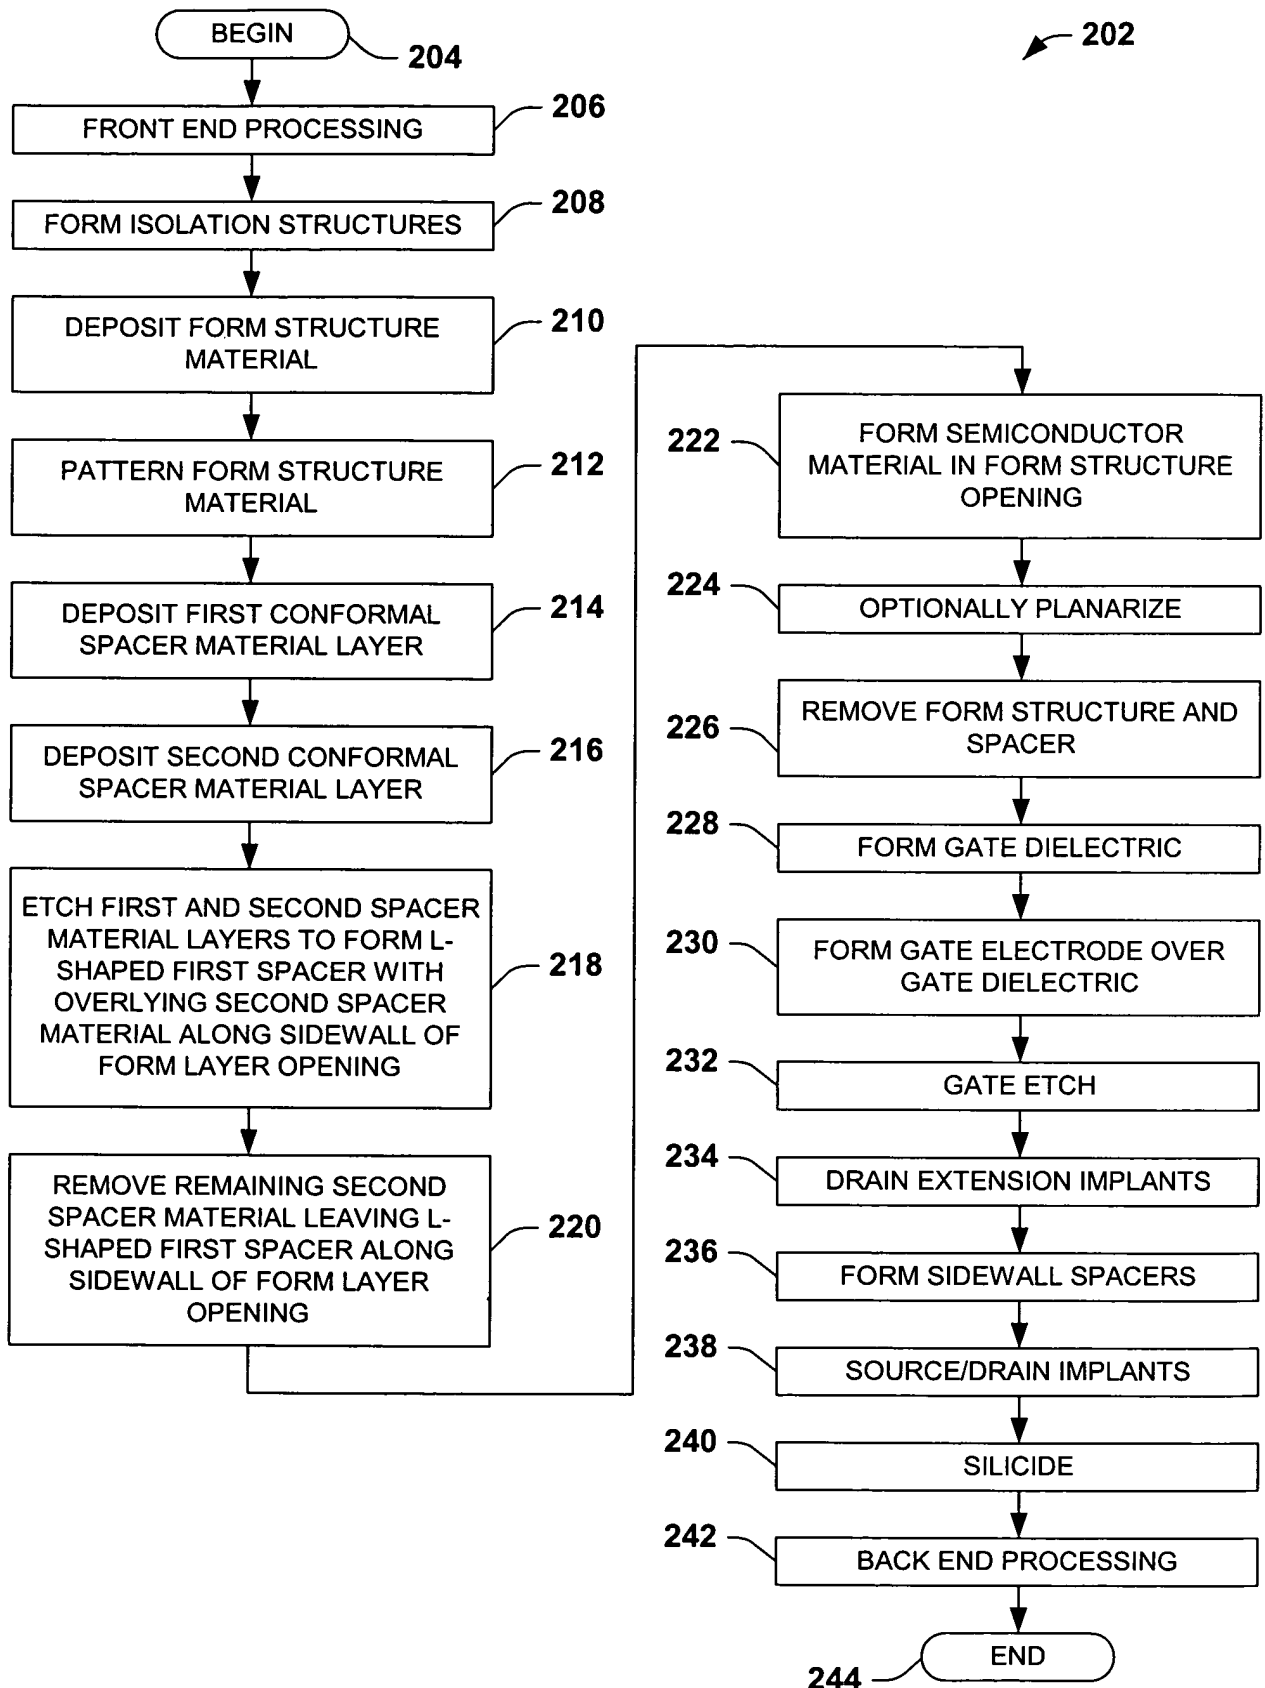 BEGIN
204
202
206
FRONT END PROCESSING
208
FORM ISOLATION STRUCTURES
210
DEPOSIT FORM STRUCTURE
MATERIAL
212
PATTERN FORM STRUCTURE
MATERIAL
214
DEPOSIT FIRST CONFORMAL
SPACER MATERIAL LAYER
216
DEPOSIT SECOND CONFORMAL
SPACER MATERIAL LAYER
218
ETCH FIRST AND SECOND SPACER
MATERIAL LAYERS TO FORM L-
SHAPED FIRST SPACER WITH
OVERLYING SECOND SPACER
MATERIAL ALONG SIDEWALL OF
FORM LAYER OPENING
220
REMOVE REMAINING SECOND
SPACER MATERIAL LEAVING L-
SHAPED FIRST SPACER ALONG
SIDEWALL OF FORM LAYER
OPENING
222
FORM SEMICONDUCTOR
MATERIAL IN FORM STRUCTURE
OPENING
224
OPTIONALLY PLANARIZE
226
REMOVE FORM STRUCTURE AND
SPACER
228
FORM GATE DIELECTRIC
230
FORM GATE ELECTRODE OVER
GATE DIELECTRIC
232
GATE ETCH
234
DRAIN EXTENSION IMPLANTS
236
FORM SIDEWALL SPACERS
238
SOURCE/DRAIN IMPLANTS
240
SILICIDE
242
BACK END PROCESSING
END
244